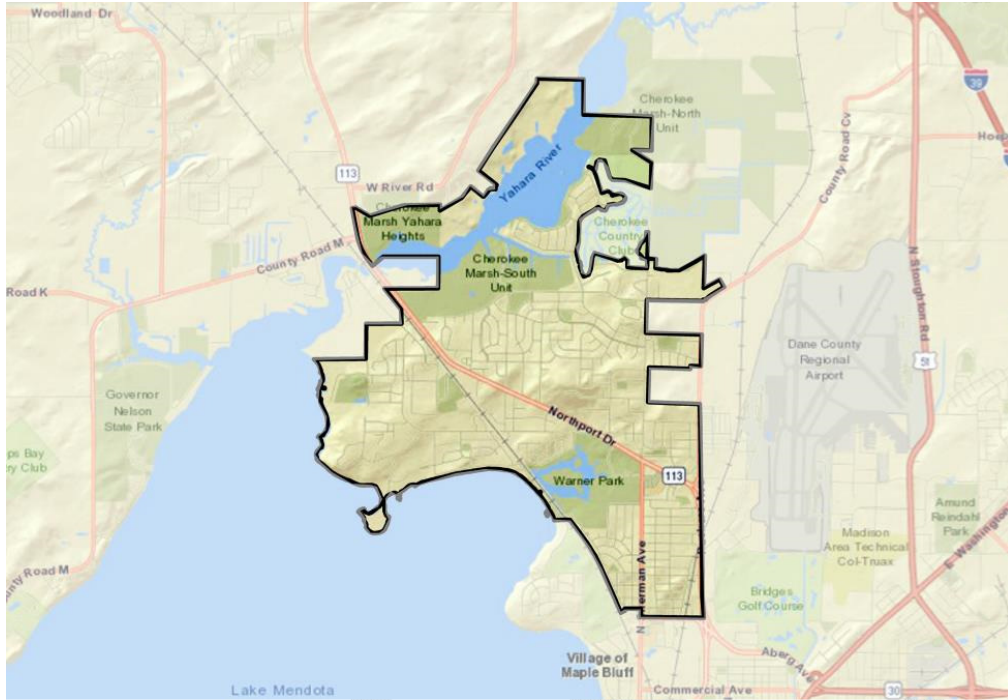 Woodland Dr
39
Cherokee
Marsh-North
Unit
113
W River Rd
Yahara River
County Road Cv
Cherokee
Marsh Yahara
Heights
Cherokee
Country
Club
County Road M
Cherokee
Marsh-South
Unit
N Stoughton Rd
Road K
Dane County
Regional
Airport
51
Governor
Nelson
State Park
Northport Dr
113
Warner Park
Amund
Reindahl
Park
Madison
Area Technical
Col-Truax
E Washington
County Road M
Bridges
Golf Course
Village of
Maple Bluff
Aberg Ave
Lake Mendota
Commercial Ave
30